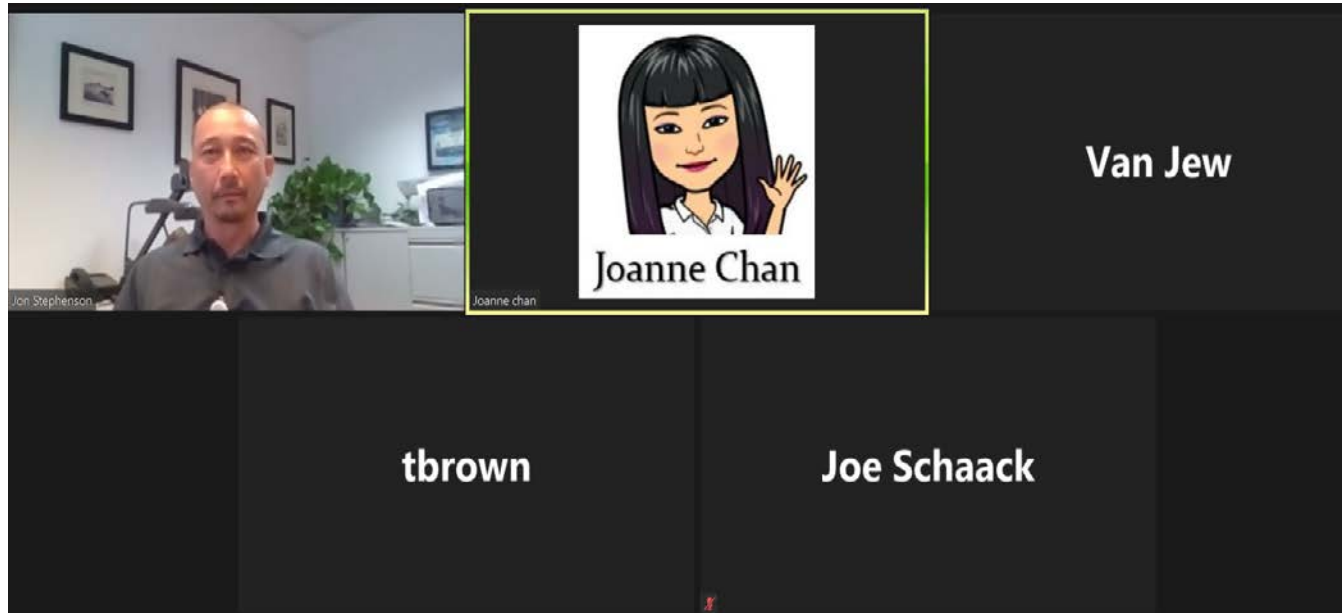 Jon Stephenson
Joanne Chan
Joanne chan
Van Jew
tbrown
Joe Schaack